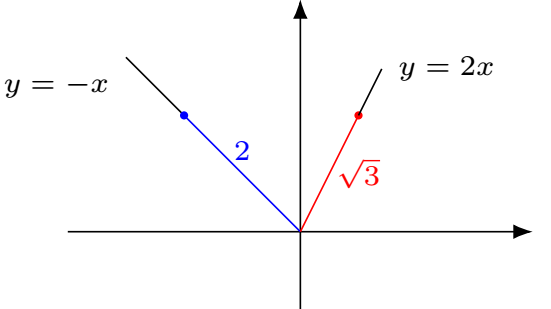 y = −x
y = 2x
2
√3